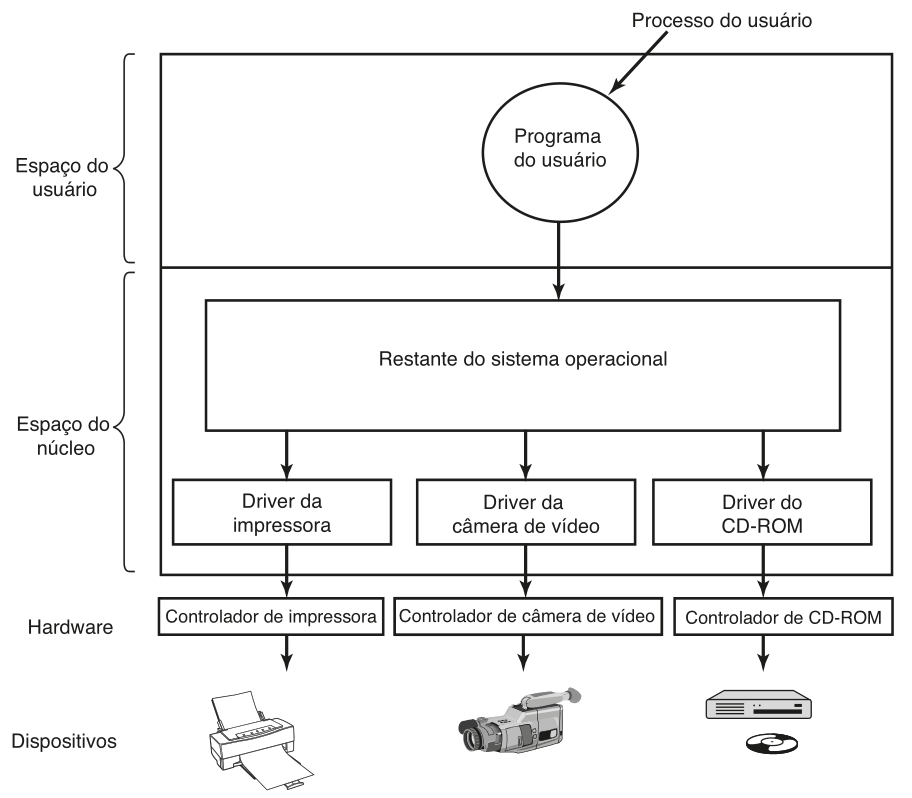 Processo do usuário
Programa
do usuário
Espaço do
usuário
Restante do sistema operacional
Espaço do
núcleo
Driver da
impressora
Driver da
câmera de vídeo
Driver do
CD-ROM
Hardware
Controlador de impressora
Controlador de câmera de vídeo
Controlador de CD-ROM
Dispositivos